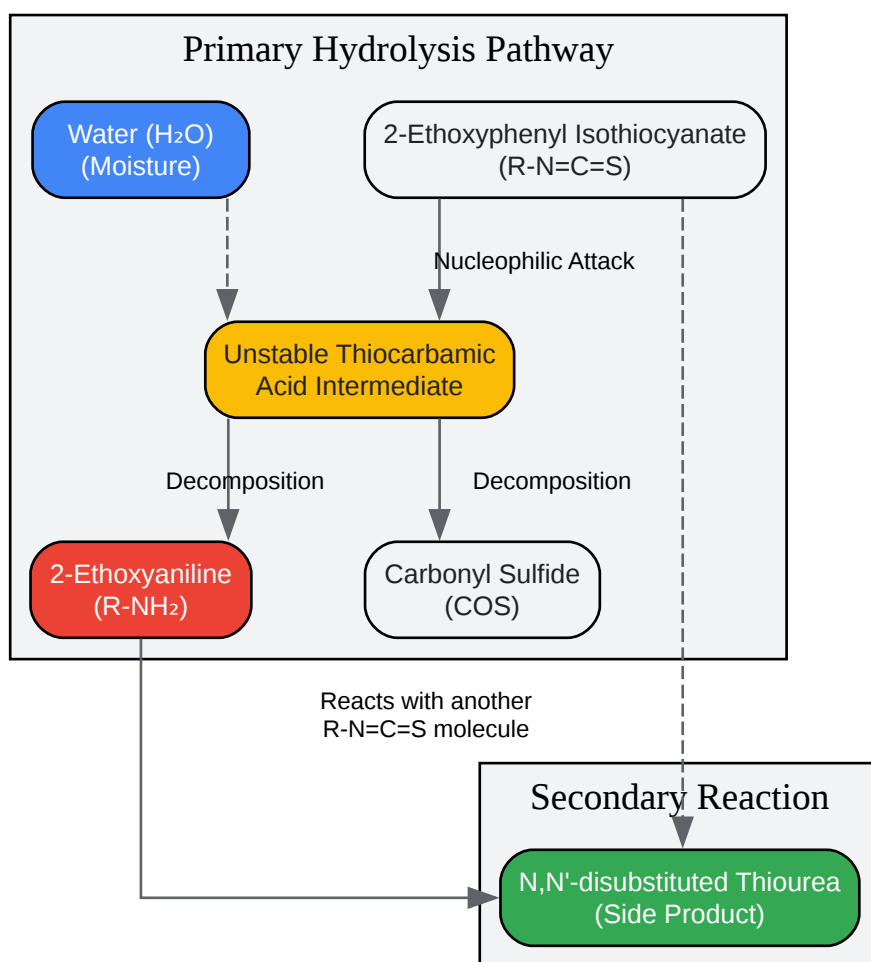 Primary Hydrolysis Pathway
Water (H₂O)
(Moisture)
2-Ethoxyphenyl Isothiocyanate
(R-N=C=S)
Nucleophilic Attack
Unstable Thiocarbamic
Acid Intermediate
Decomposition
Decomposition
2-Ethoxyaniline
(R-NH₂)
Carbonyl Sulfide
(COS)
Reacts with another
R-N=C=S molecule
Secondary Reaction
N,N'-disubstituted Thiourea
(Side Product)